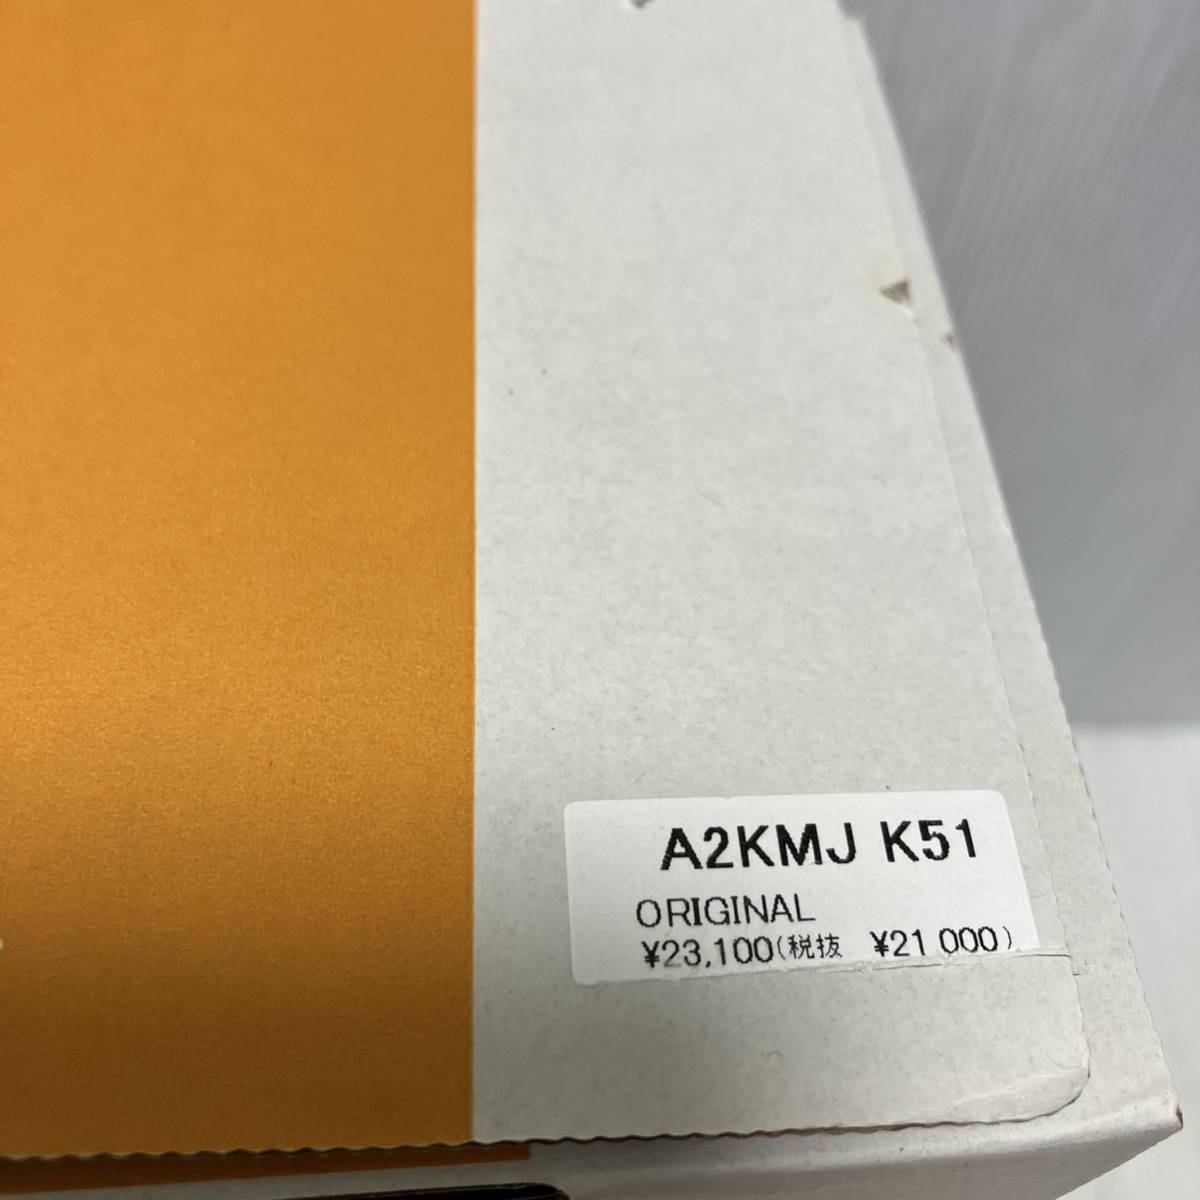 A2KMJ K51
ORIGINAL
¥23,100(税抜　¥21 000)